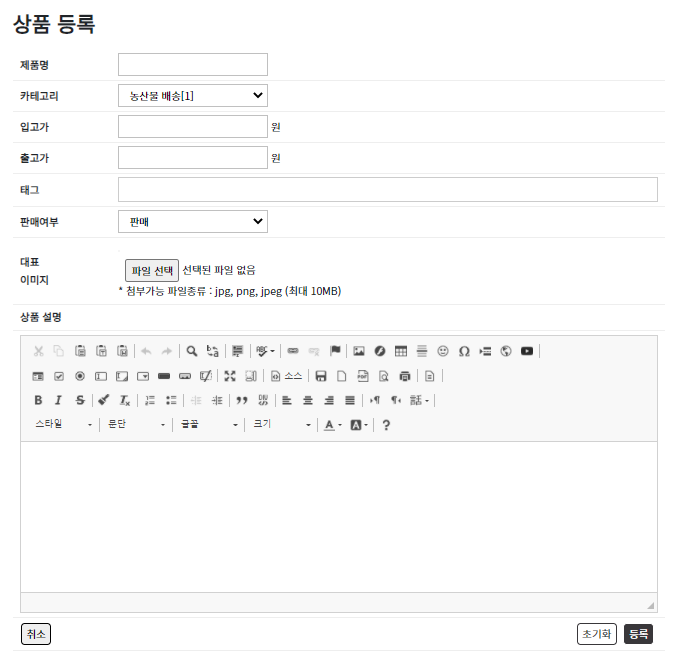 상품 등록
제품명
카테고리 농산물 배송[1]
입고가 원
출고가 원
태그
판매여부 판매
대표
이미지
파일 선택 선택된 파일 없음
* 첨부가능 파일종류 : jpg, png, jpeg (최대 10MB)
상품 설명
소스
B I S
스타일 문단 글꼴 크기 A A ?
취소 초기화 등록